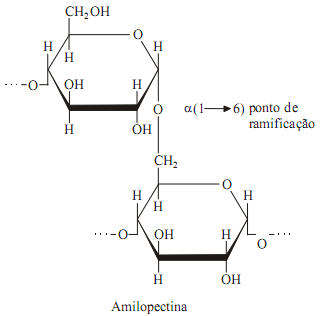 CH2OH
H
O
H
H
··· O
OH
H
H
OH
O
α(1→6) ponto de
ramificação
CH2
H
O
H
H
··· O
OH
H
O ···
H
OH
Amilopectina